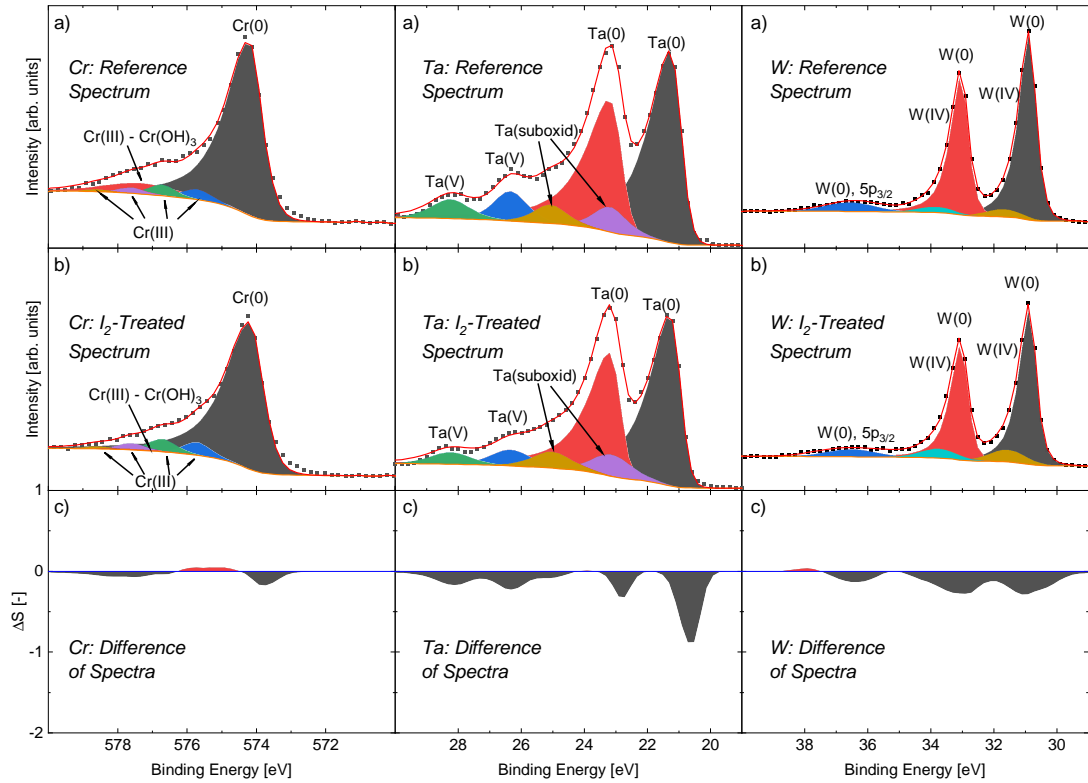 a)
Cr(0)
Cr: Reference
Spectrum
Cr(III) - Cr(OH)3
Cr(III)
Intensity [arb. units]
a)
Ta(0)
Ta(0)
Ta: Reference
Spectrum
Ta(suboxid)
Ta(V)
Ta(V)
a)
W(0)
W(0)
W: Reference
Spectrum
W(IV)
W(IV)
W(0), 5p3/2
b)
Cr(0)
Cr: I2-Treated
Spectrum
Cr(III) - Cr(OH)3
Cr(III)
Intensity [arb. units]
1
b)
Ta(0)
Ta(0)
Ta: I2-Treated
Spectrum
Ta(suboxid)
Ta(V)
Ta(V)
b)
W(0)
W(0)
W: I2-Treated
Spectrum
W(IV)
W(IV)
W(0), 5p3/2
c)
0
-1
-2
ΔS [-]
Cr: Difference
of Spectra
578 576 574 572
Binding Energy [eV]
c)
Ta: Difference
of Spectra
28 26 24 22 20
Binding Energy [eV]
c)
W: Difference
of Spectra
38 36 34 32 30
Binding Energy [eV]